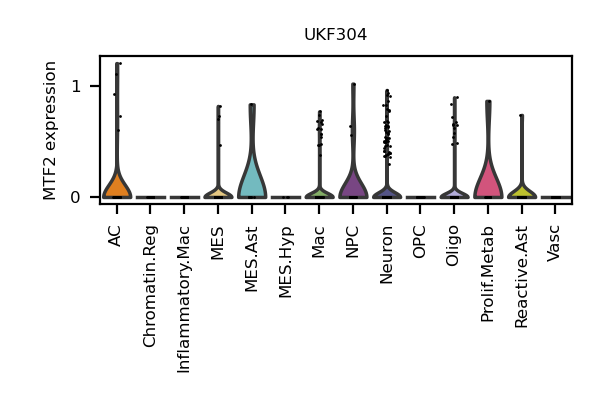 UKF304
MTF2 expression
1
0
AC
Chromatin.Reg
Inflammatory.Mac
MES
MES.Ast
MES.Hyp
Mac
NPC
Neuron
OPC
Oligo
Prolif.Metab
Reactive.Ast
Vasc